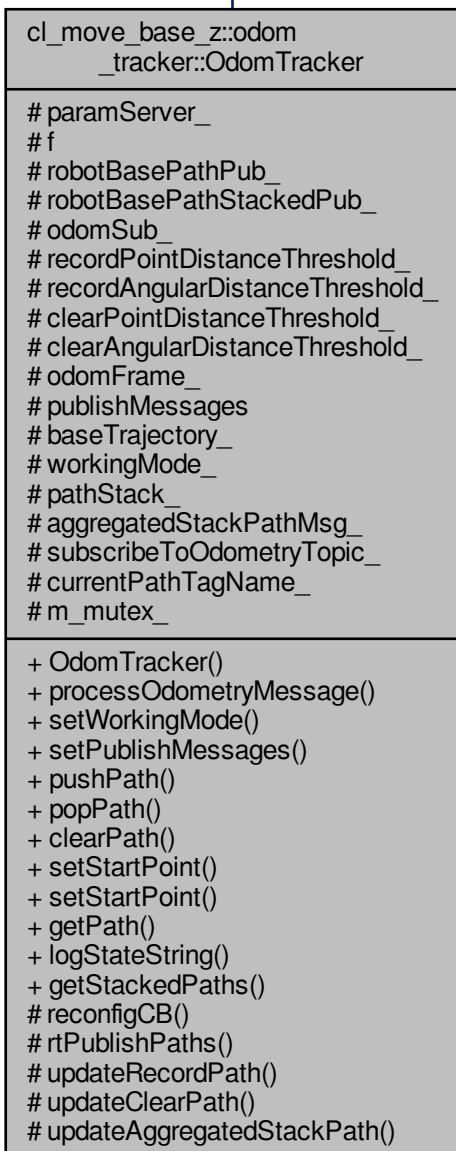 cl_move_base_z::odom
_tracker::OdomTracker
# paramServer_
# f
# robotBasePathPub_
# robotBasePathStackedPub_
# odomSub_
# recordPointDistanceThreshold_
# recordAngularDistanceThreshold_
# clearPointDistanceThreshold_
# clearAngularDistanceThreshold_
# odomFrame_
# publishMessages
# baseTrajectory_
# workingMode_
# pathStack_
# aggregatedStackPathMsg_
# subscribeToOdometryTopic_
# currentPathTagName_
# m_mutex_
+ OdomTracker()
+ processOdometryMessage()
+ setWorkingMode()
+ setPublishMessages()
+ pushPath()
+ popPath()
+ clearPath()
+ setStartPoint()
+ setStartPoint()
+ getPath()
+ logStateString()
+ getStackedPaths()
# reconfigCB()
# rtPublishPaths()
# updateRecordPath()
# updateClearPath()
# updateAggregatedStackPath()